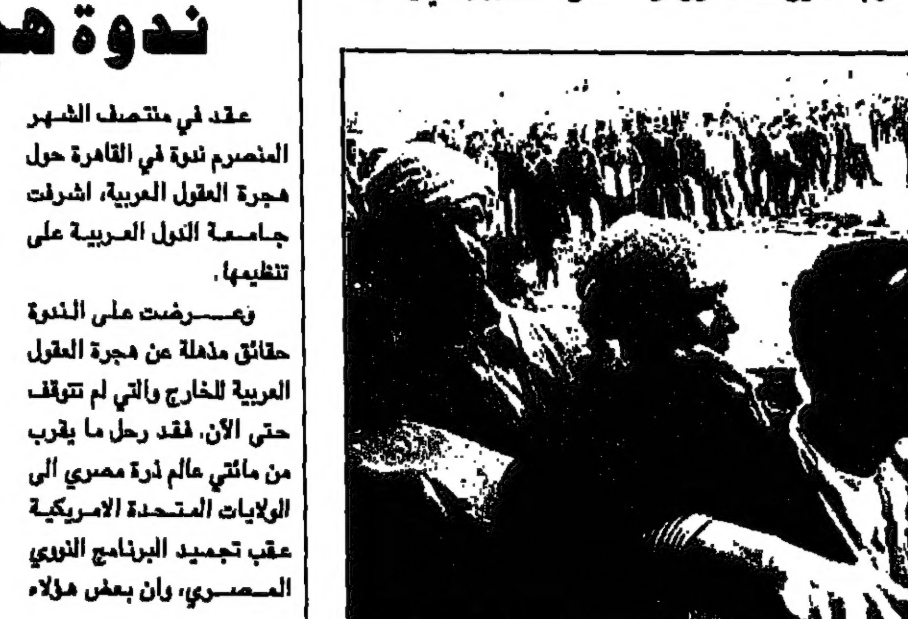 ندوة
عقد في منتصف الشهر
المنصرم ندوة في القاهرة حول
هجرة العقول العربية، اشرفت
جامعة الدول العربية على
تنظيمها.
وعرضت على الندوة
حقائق مذهلة عن هجرة العقول
العربية للخارج والتي لم تتوقف
حتى الآن. فقد رحل ما يقرب
من مائتي عالم ذرة مصري الى
الولايات المتحدة الامريكية
عقب تجميد البرنامج النووي
المصري، وان بعض هؤلاء